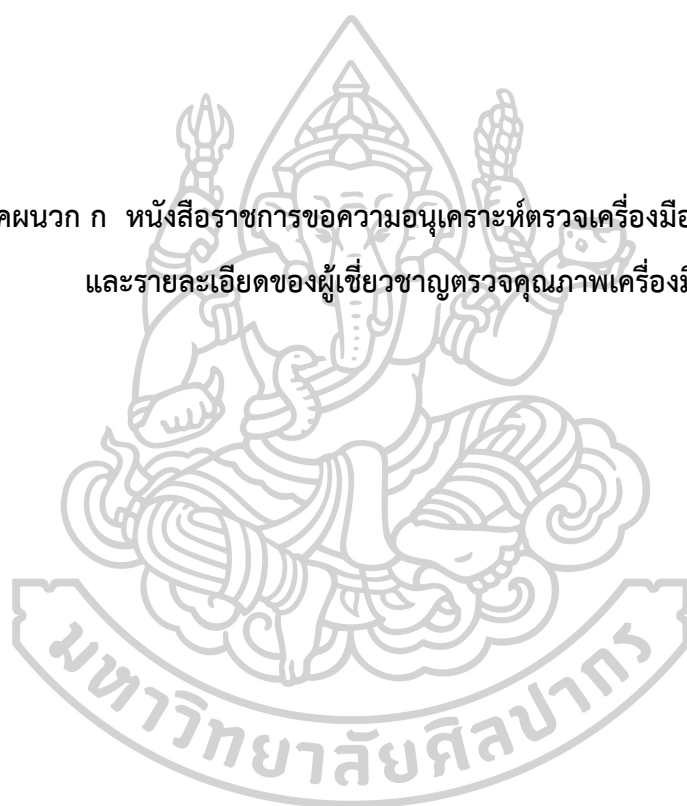 คผนวก ก หนังสือราชการขอความอนุเคราะห์ตรวจเครื่องมือ
และรายละเอียดของผู้เชี่ยวชาญตรวจคุณภาพเครื่องมื
มหาวิทยาลัยศิลปากร